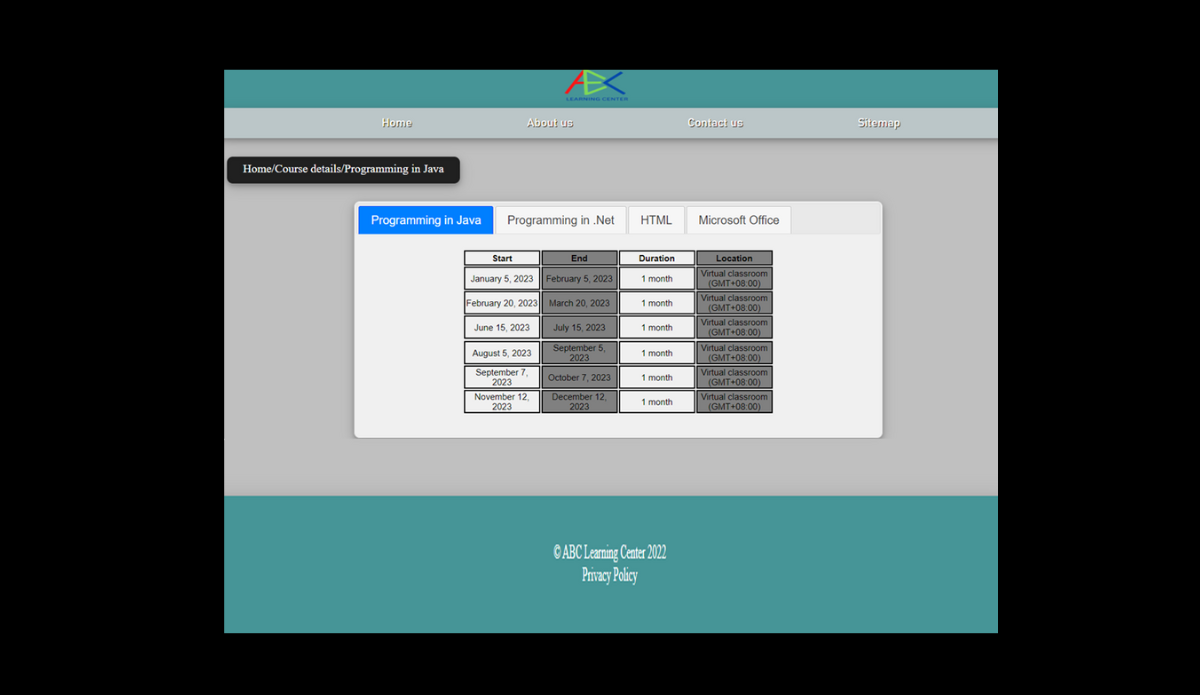 ABC
LEARNING CENTER
Home About us Contact us Sitemap
Home/Course details/Programming in Java
Programming in Java Programming in .Net HTML Microsoft Office
Start End Duration Location
January 5, 2023 February 5, 2023 1 month Virtual classroom (GMT+08:00)
February 20, 2023 March 20, 2023 1 month Virtual classroom (GMT+08:00)
June 15, 2023 July 15, 2023 1 month Virtual classroom (GMT+08:00)
August 5, 2023 September 5, 2023 1 month Virtual classroom (GMT+08:00)
September 7, 2023 October 7, 2023 1 month Virtual classroom (GMT+08:00)
November 12, 2023 December 12, 2023 1 month Virtual classroom (GMT+08:00)
© ABC Learning Center 2022
Privacy Policy